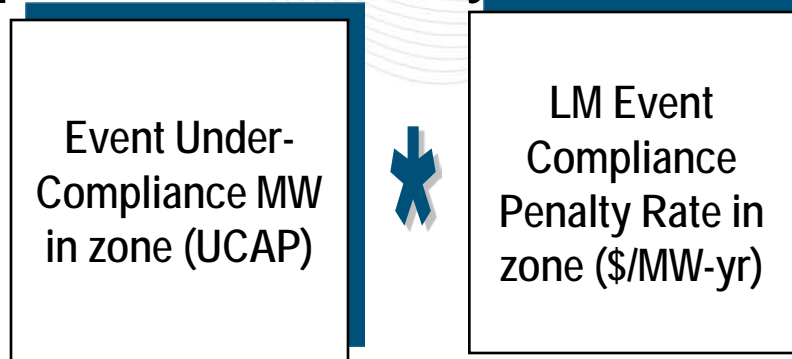 Event Under-
Compliance MW
in zone (UCAP)
*
LM Event
Compliance
Penalty Rate in
zone ($/MW-yr)